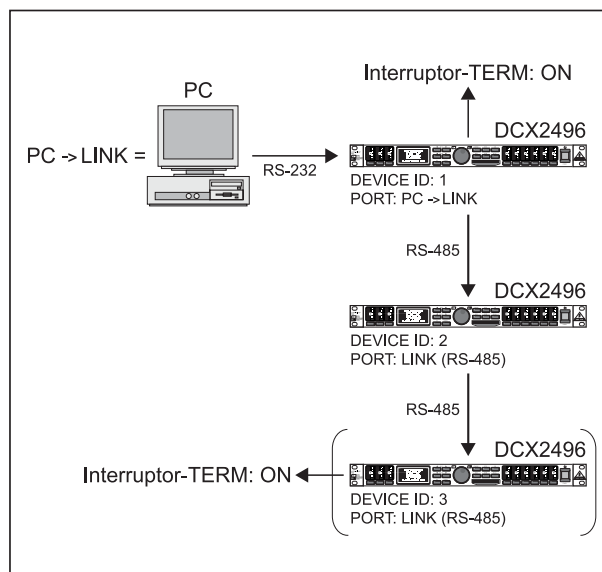 PC
Interruptor-TERM: ON
PC ->LINK =
RS-232
DCX2496
DEVICE ID: 1
PORT: PC ->LINK
RS-485
DCX2496
DEVICE ID: 2
PORT: LINK (RS-485)
RS-485
DCX2496
Interruptor-TERM: ON
DEVICE ID: 3
PORT: LINK (RS-485)